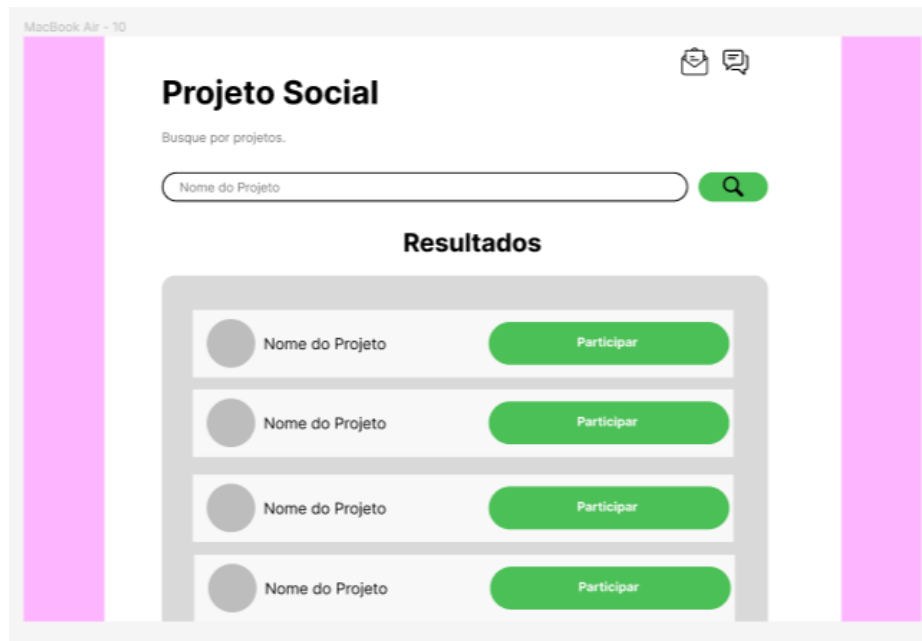 MacBook Air - 10
Projeto Social
Busque por projetos.
Nome do Projeto
Resultados
Nome do Projeto
Participar
Nome do Projeto
Participar
Nome do Projeto
Participar
Nome do Projeto
Participar